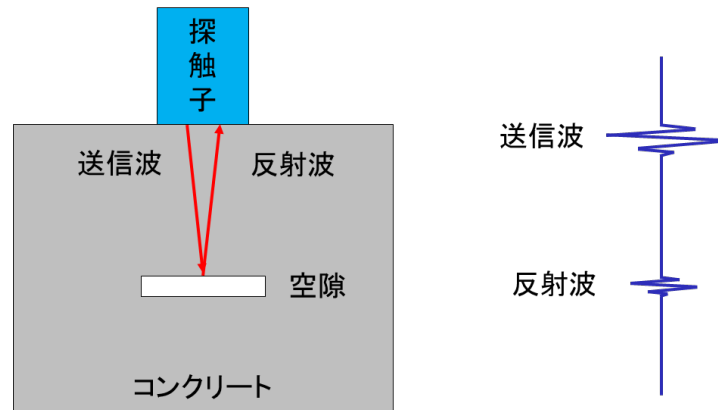 探触子
送信波
反射波
空隙
コンクリート
送信波
反射波